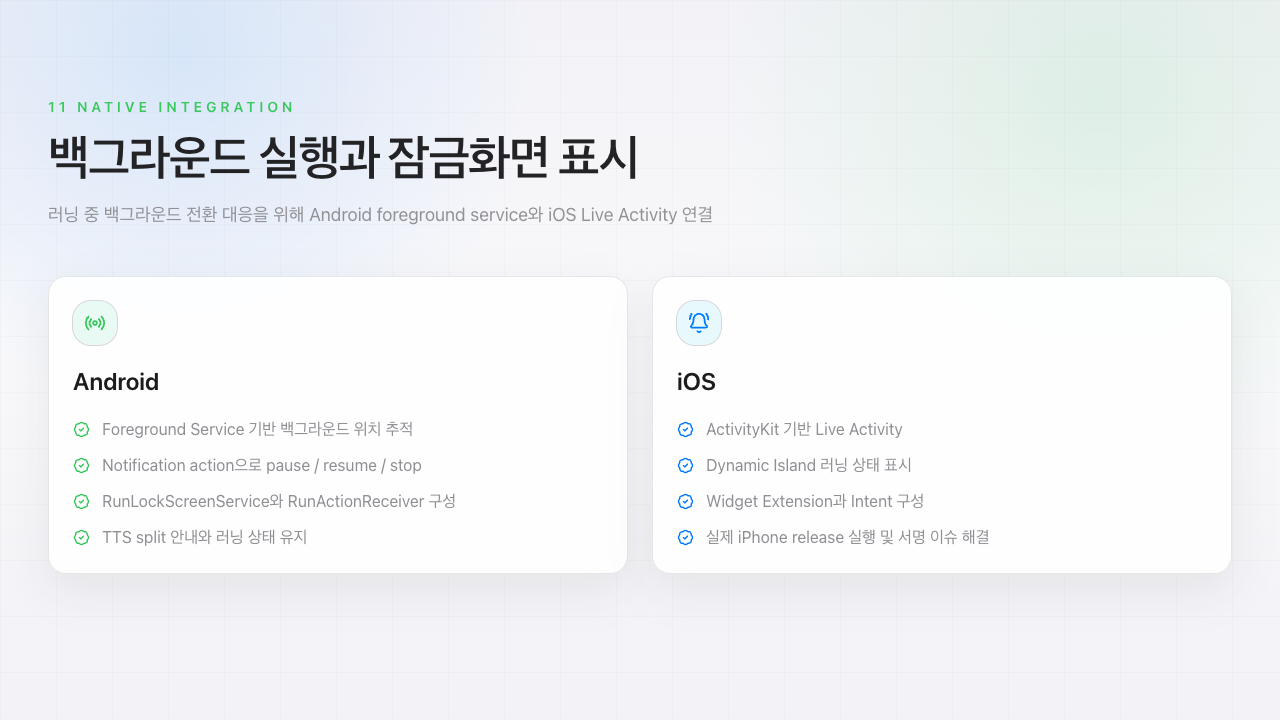 11 NATIVE INTEGRATION
백그라운드 실행과 잠금화면 표시
러닝 중 백그라운드 전환 대응을 위해 Android foreground service와 iOS Live Activity 연결
Android
Foreground Service 기반 백그라운드 위치 추적
Notification action으로 pause / resume / stop
RunLockScreenService와 RunActionReceiver 구성
TTS split 안내와 러닝 상태 유지
iOS
ActivityKit 기반 Live Activity
Dynamic Island 러닝 상태 표시
Widget Extension과 Intent 구성
실제 iPhone release 실행 및 서명 이슈 해결